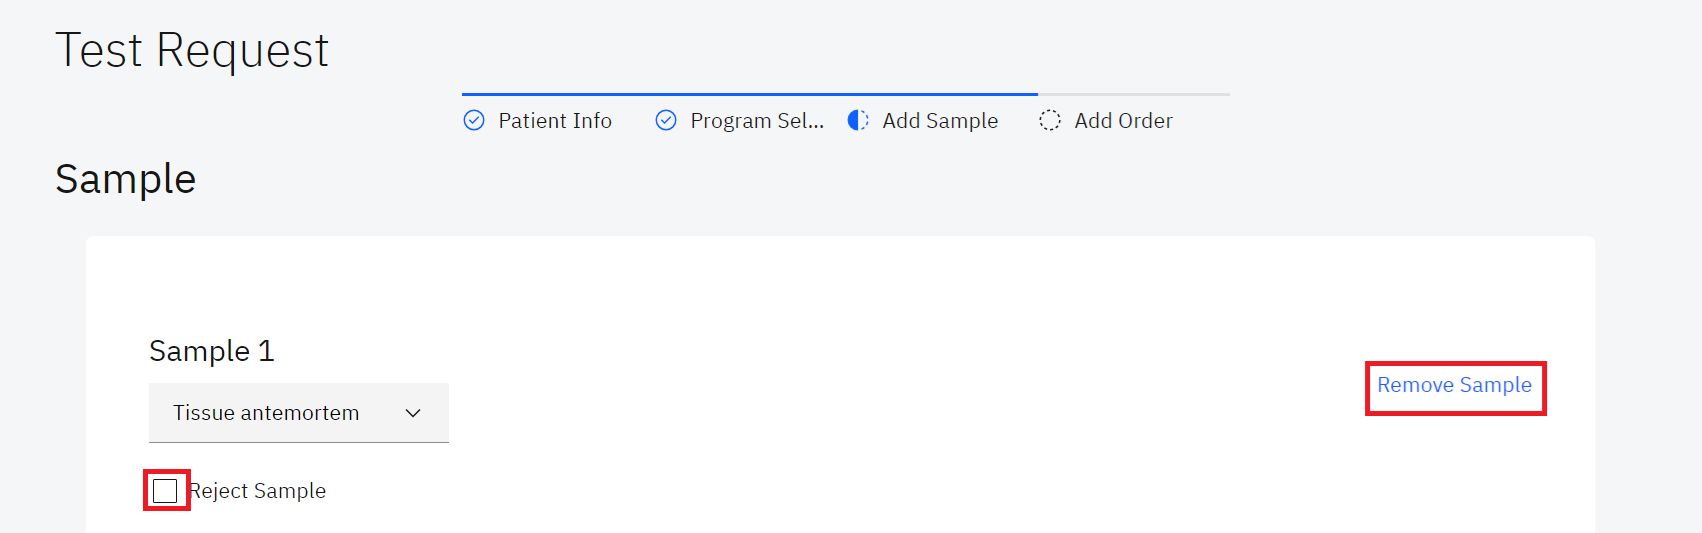 Test Request
Patient Info
Program Sel...
Add Sample
Add Order
Sample
Sample 1
Remove Sample
Tissue antemortem
Reject Sample